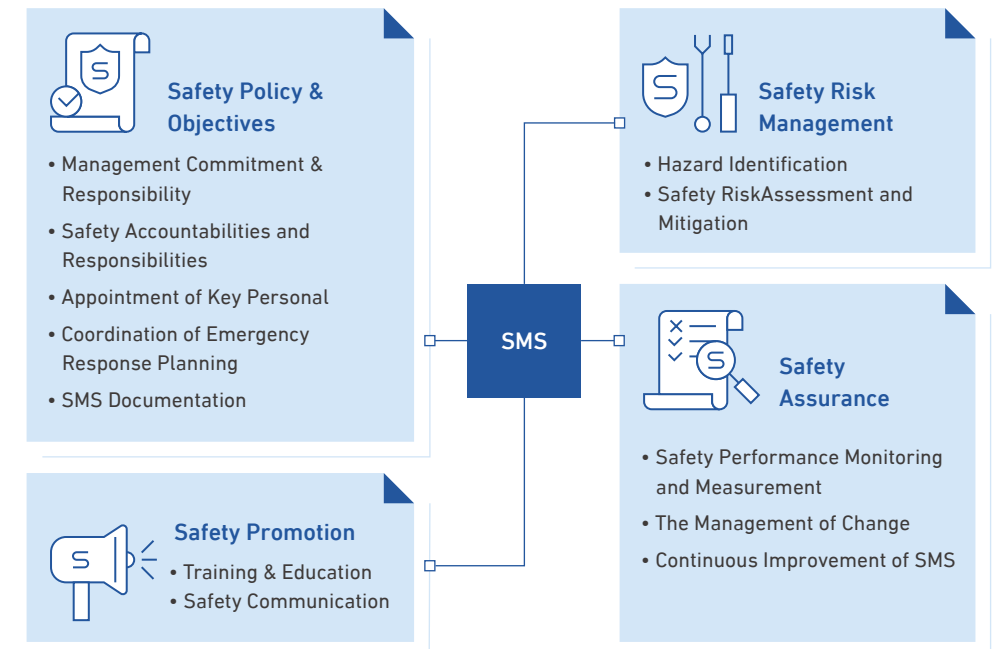 Safety Policy &
Objectives
• Management Commitment &
Responsibility
• Safety Accountabilities and
Responsibilities
• Appointment of Key Personal
• Coordination of Emergency
Response Planning
• SMS Documentation
S
Safety Promotion
• Training & Education
• Safety Communication
S
SMS
Safety Risk
Management
• Hazard Identification
• Safety RiskAssessment and
Mitigation
S
Safety
Assurance
• Safety Performance Monitoring
and Measurement
• The Management of Change
• Continuous Improvement of SMS
S